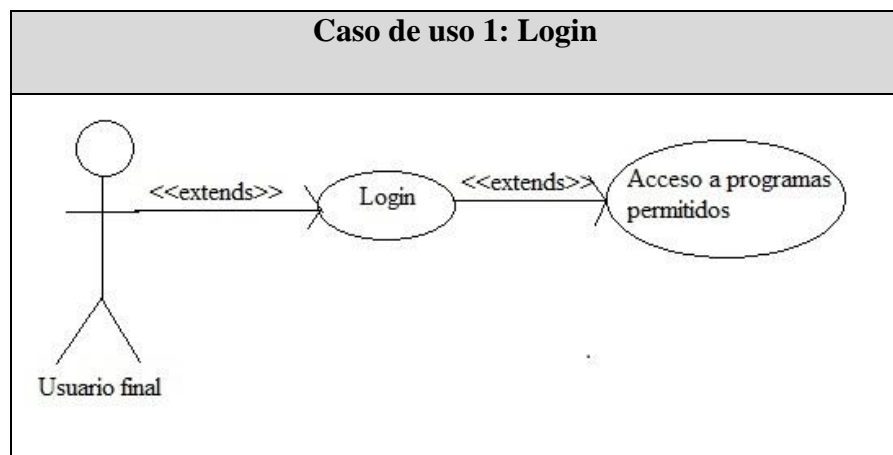 Caso de uso 1: Login
<<extends>>
Login
<<extends>>
Acceso a programas
permitidos
Usuario final